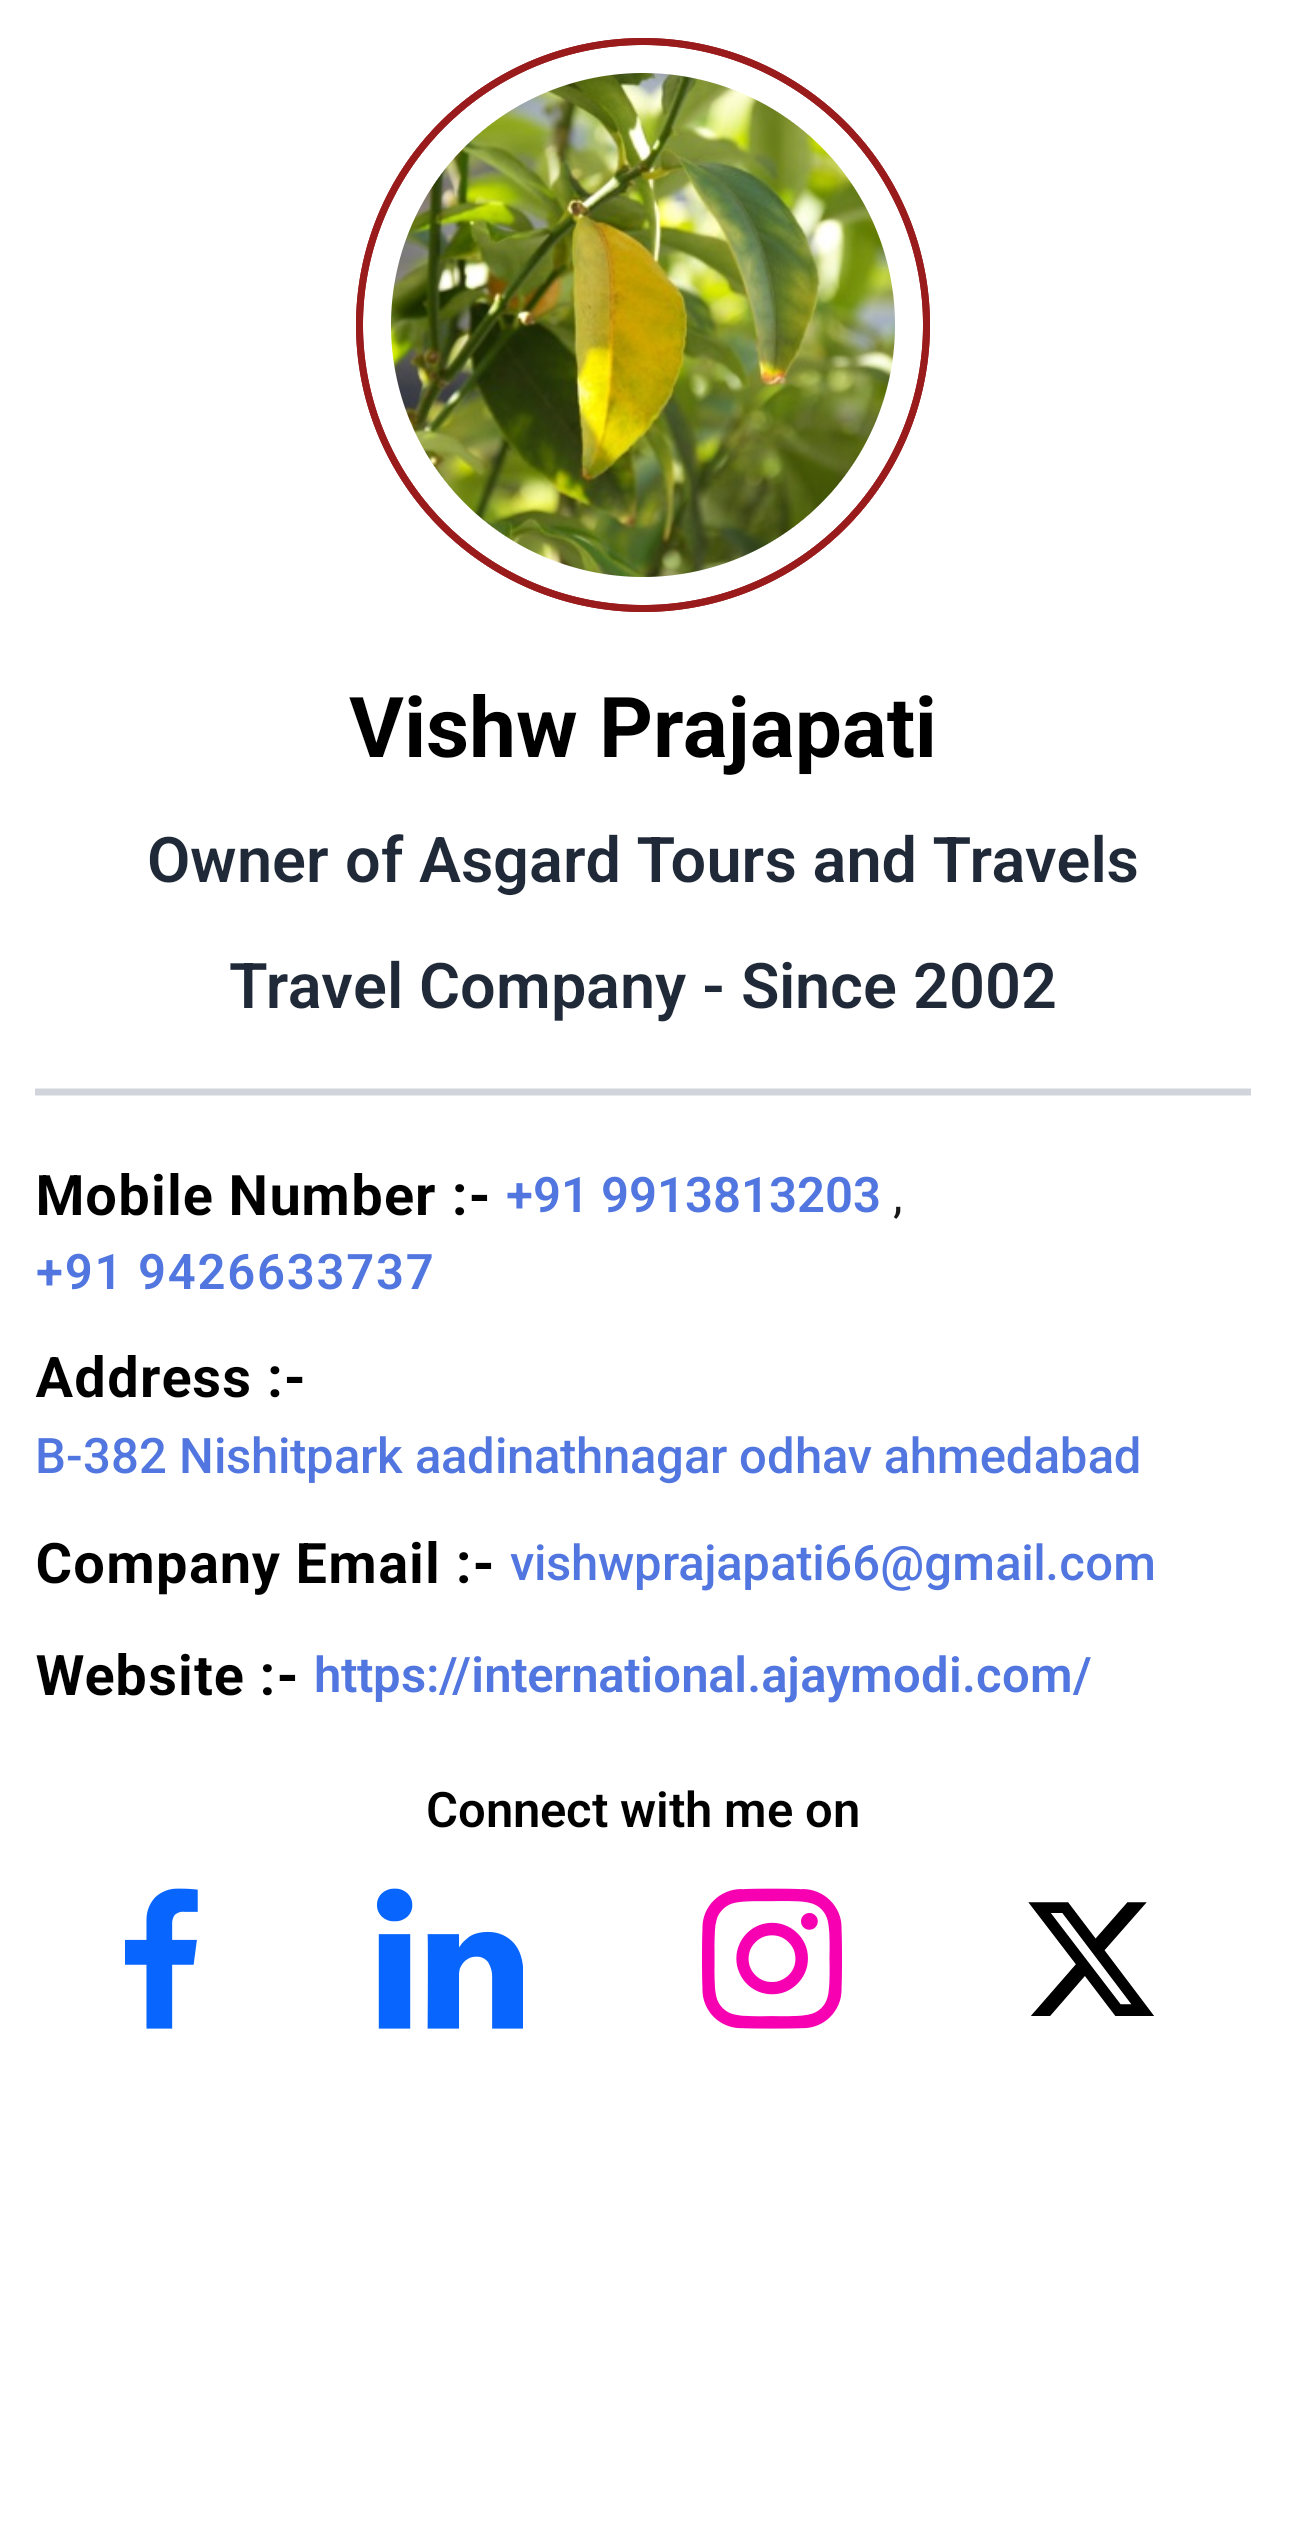 Vishw Prajapati
Owner of Asgard Tours and Travels
Travel Company - Since 2002
Mobile Number :- +91 9913813203 ,
+91 9426633737
Address :-
B-382 Nishitpark aadinathnagar odhav ahmedabad
Company Email :- vishwprajapati66@gmail.com
Website :- https://international.ajaymodi.com/
Connect with me on